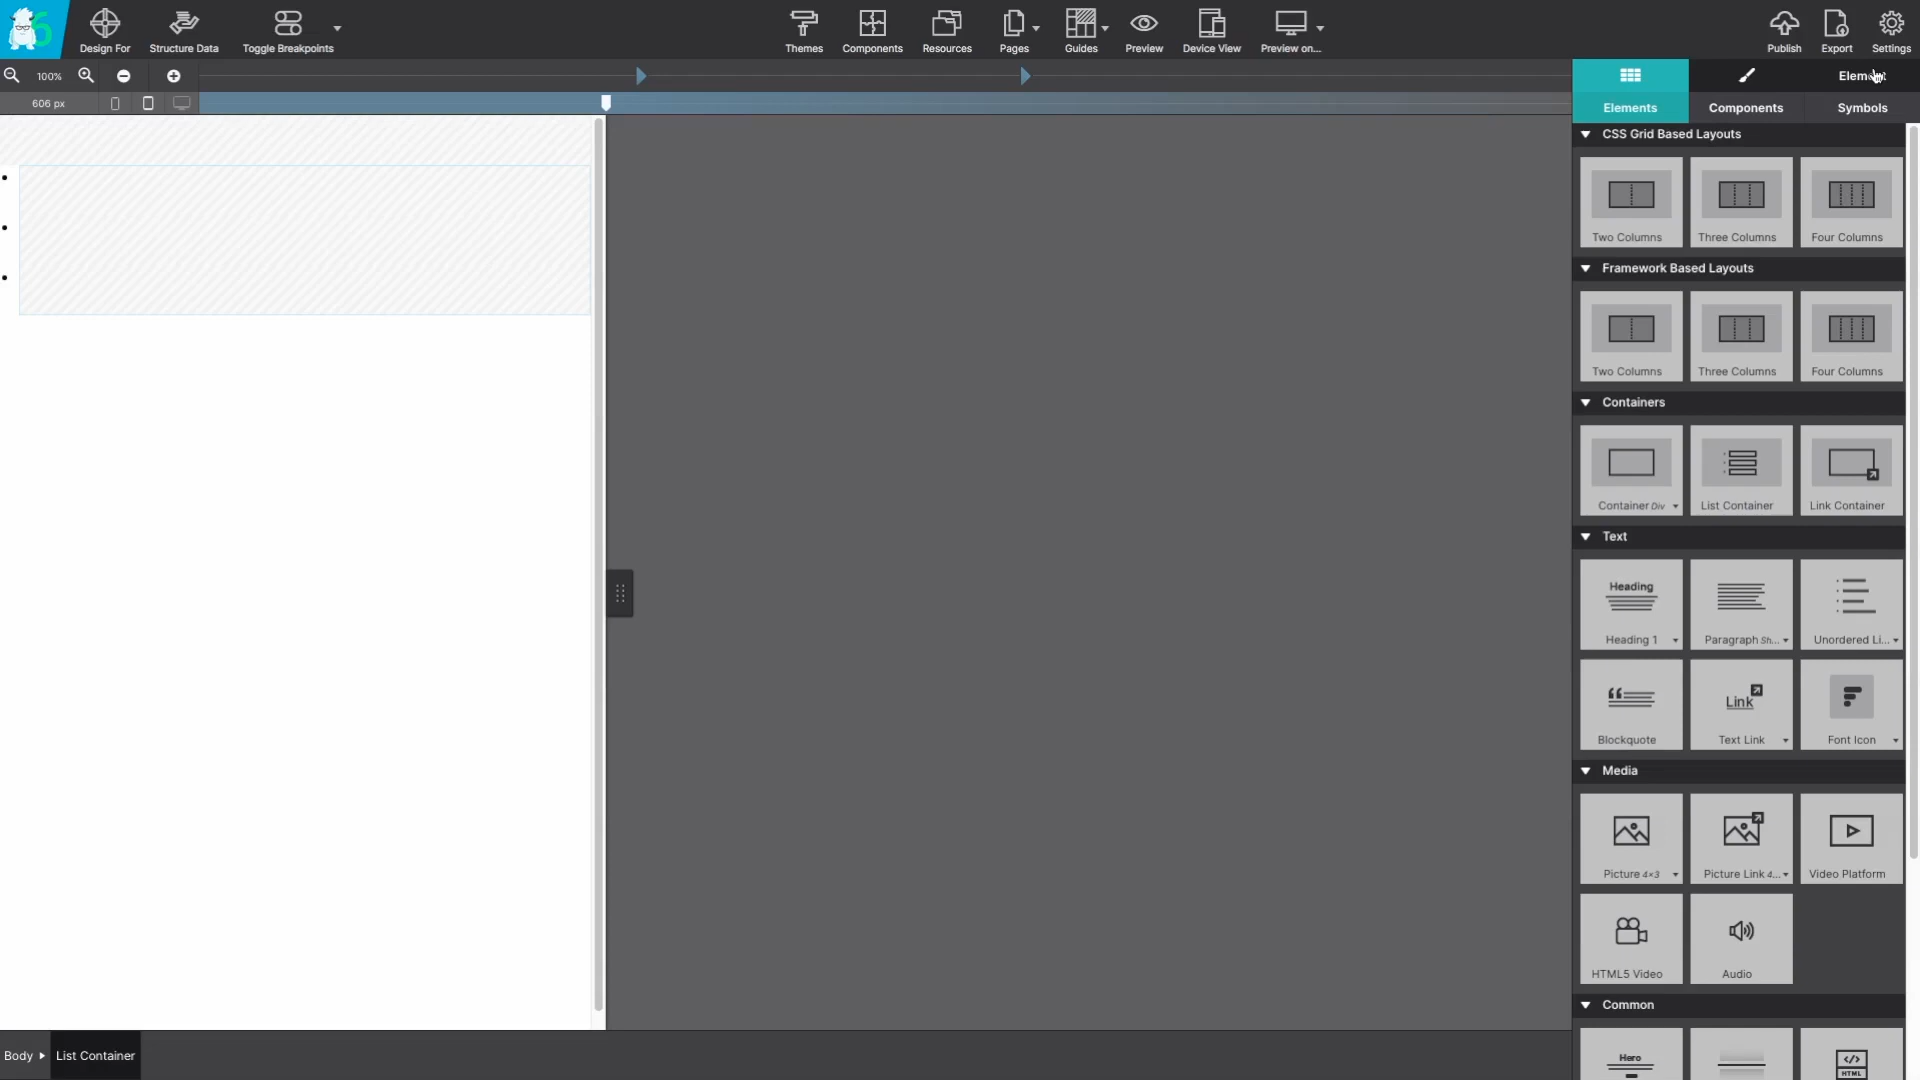 6
Design For
Structure Data
Toggle Breakpoints
Themes
Components
Resources
Pages
Guides
Preview
Device View
Preview on...
Publish
Export
Settings
100%
606 px
Elements
Components
Symbols
CSS Grid Based Layouts
Two Columns
Three Columns
Four Columns
Framework Based Layouts
Two Columns
Three Columns
Four Columns
Containers
Container Div
List Container
Link Container
Text
Heading
Heading 1
Paragraph Sh...
Unordered Li...
Blockquote
Link
Text Link
Font Icon
Media
Picture 4×3
Picture Link 4...
Video Platform
HTML5 Video
Audio
Common
Hero
HTML
Body
List Container